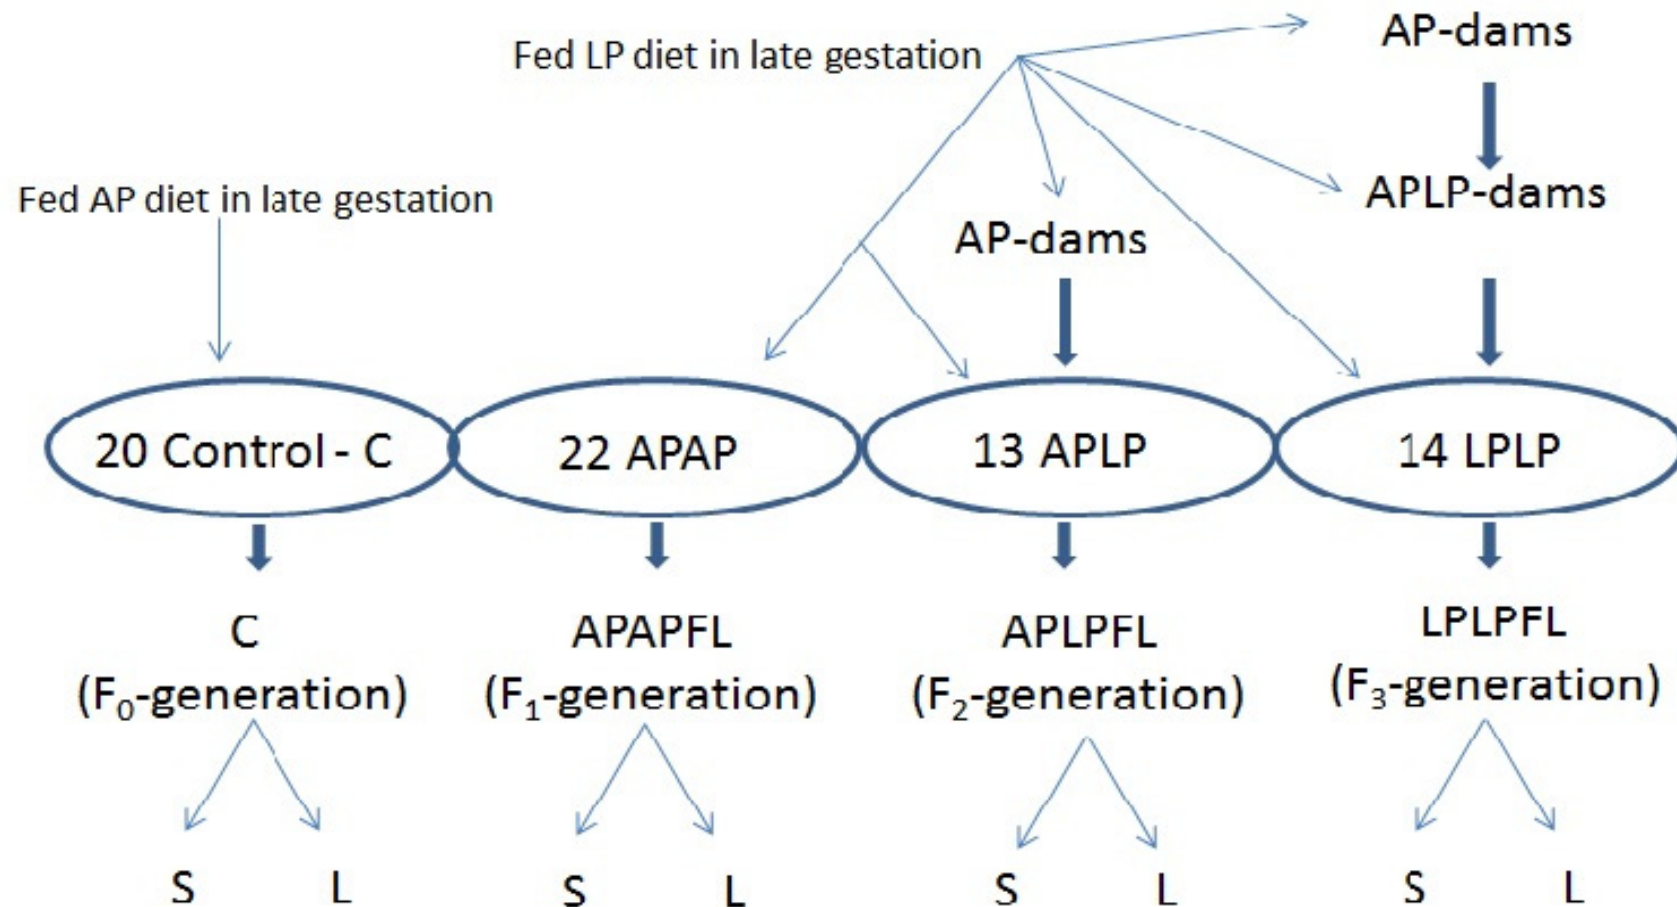 AP-dams
Fed LP diet in late gestation
Fed AP diet in late gestation
APLP-dams
AP-dams
20 Control - C
22 APAP
13 APLP
14 LPLP
C
(F₀-generation)
APAPFL
(F₁-generation)
APLPFL
(F₂-generation)
LPLPFL
(F₃-generation)
S L
S L
S L
S L